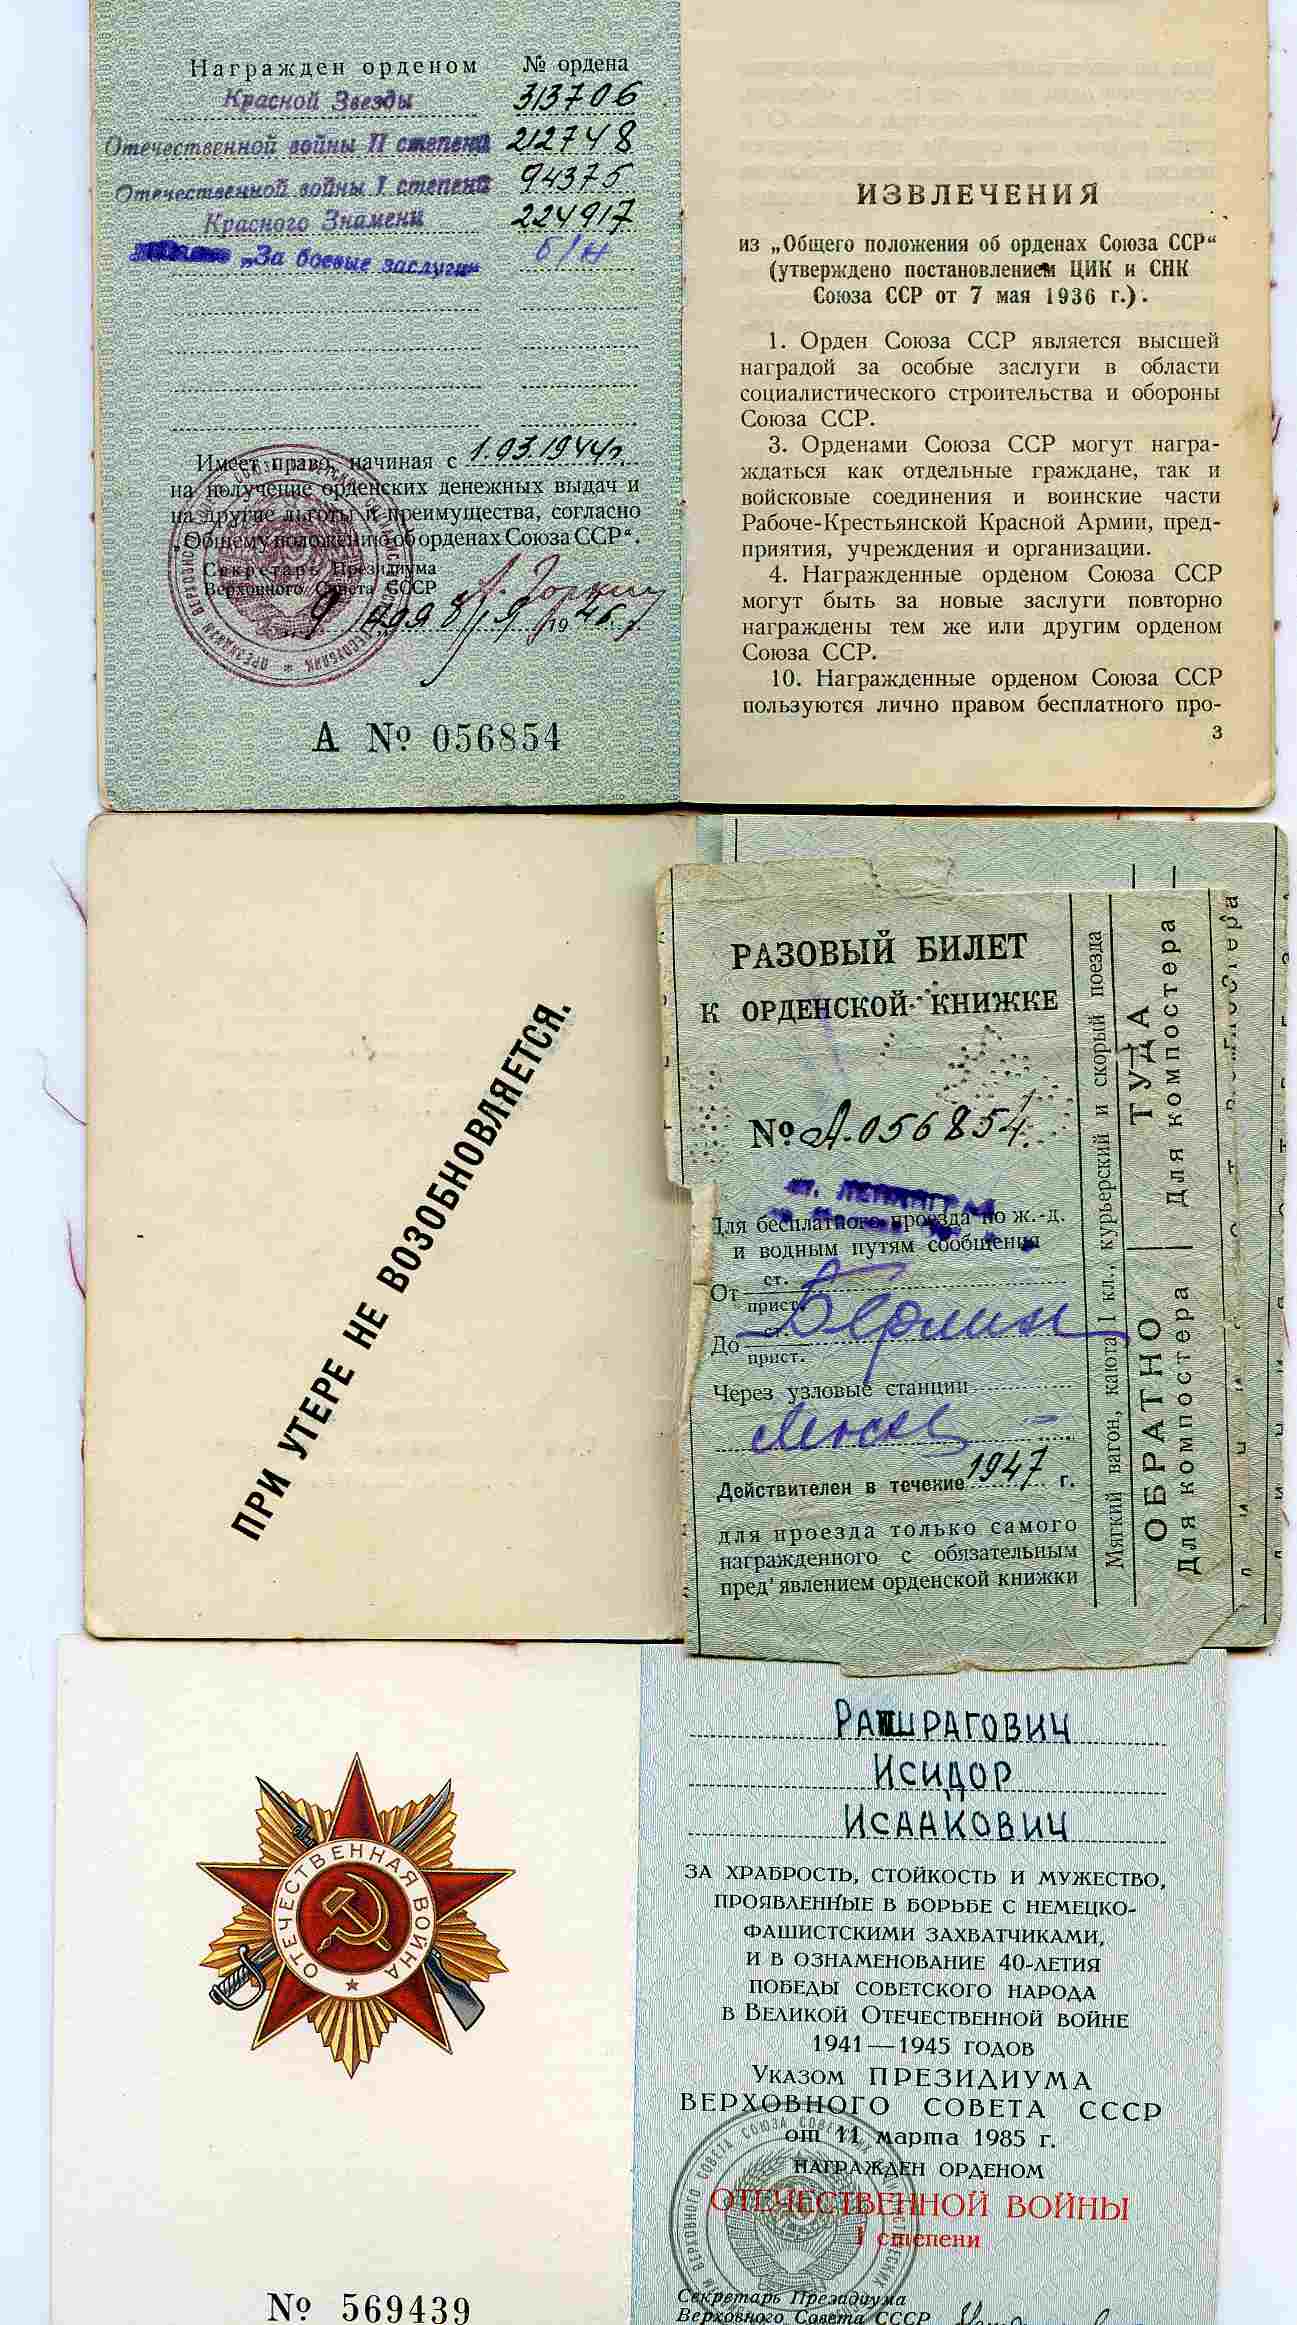 Награжден орденом № ордена
Красной Звезды 313706
Отечественной войны II степени 212748
Отечественной войны I степени 94375
Красного Знамени 224917
„За боевые заслуги“ б/н
Имеет право, начиная с 1.03.1944г.
на получение орденских денежных выдач и
на другие льготы и преимущества, согласно
„Общему положению об орденах Союза ССР“.
Секретарь Президиума
Верховного Совета СССР
А № 056854
ИЗВЛЕЧЕНИЯ
из „Общего положения об орденах Союза ССР“
(утверждено постановлением ЦИК и СНК
Союза ССР от 7 мая 1936 г.).
1. Орден Союза ССР является высшей
наградой за особые заслуги в области
социалистического строительства и обороны
Союза ССР.
3. Орденами Союза ССР могут награ-
ждаться как отдельные граждане, так и
войсковые соединения и воинские части
Рабоче-Крестьянской Красной Армии, пред-
приятия, учреждения и организации.
4. Награжденные орденом Союза ССР
могут быть за новые заслуги повторно
награждены тем же или другим орденом
Союза ССР.
10. Награжденные орденом Союза ССР
пользуются лично правом бесплатного про-
3
ПРИ УТЕРЕ НЕ ВОЗОБНОВЛЯЕТСЯ.
РАЗОВЫЙ БИЛЕТ
К ОРДЕНСКОЙ КНИЖКЕ
№ А.056854
Для бесплатного проезда по ж.-д.
и водным путям сообщения
От ст. прист.
Берлин
До ст. прист.
Через узловые станции
Действителен в течение 1947 г.
для проезда только самого
награжденного с обязательным
пред'явлением орденской книжки
Мягкий вагон, каюта 1 кл., курьерский и скорый поезда
ТУДА
Для компостера
ОБРАТНО
Для компостера
ОТЕЧЕСТВЕННАЯ ВОЙНА
№ 569439
Исидор
Исаакович
ЗА ХРАБРОСТЬ, СТОЙКОСТЬ И МУЖЕСТВО,
ПРОЯВЛЕННЫЕ В БОРЬБЕ С НЕМЕЦКО-
ФАШИСТСКИМИ ЗАХВАТЧИКАМИ,
И В ОЗНАМЕНОВАНИЕ 40-ЛЕТИЯ
ПОБЕДЫ СОВЕТСКОГО НАРОДА
В ВЕЛИКОЙ ОТЕЧЕСТВЕННОЙ ВОЙНЕ
1941—1945 ГОДОВ
УКАЗОМ ПРЕЗИДИУМА
ВЕРХОВНОГО СОВЕТА СССР
от 11 марта 1985 г.
НАГРАЖДЕН ОРДЕНОМ
ОТЕЧЕСТВЕННОЙ ВОЙНЫ
I степени
Секретарь Президиума
Верховного Совета СССР